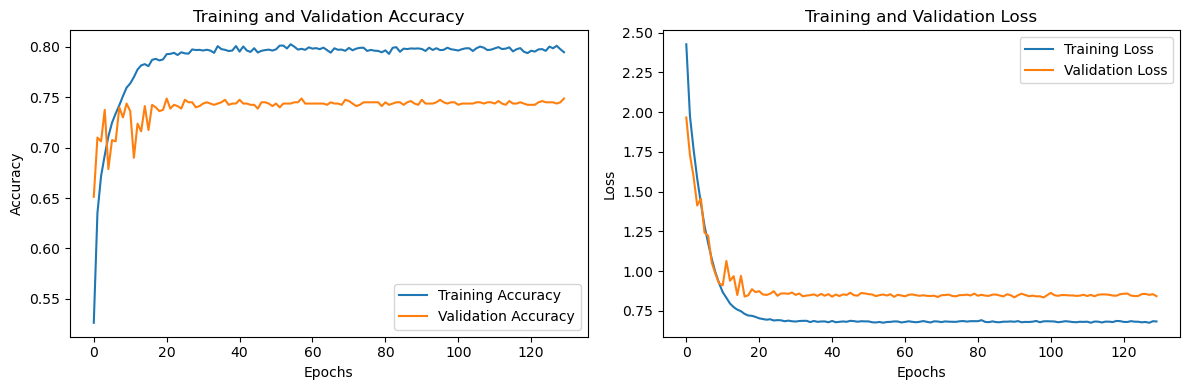 Training and Validation Accuracy
0.80
0.75
0.70
0.65
0.60
0.55
Accuracy
0
20
40
60
80
100
120
Epochs
Training Accuracy
Validation Accuracy
Training and Validation Loss
2.50
2.25
2.00
1.75
1.50
1.25
1.00
0.75
Loss
0
20
40
60
80
100
120
Epochs
Training Loss
Validation Loss